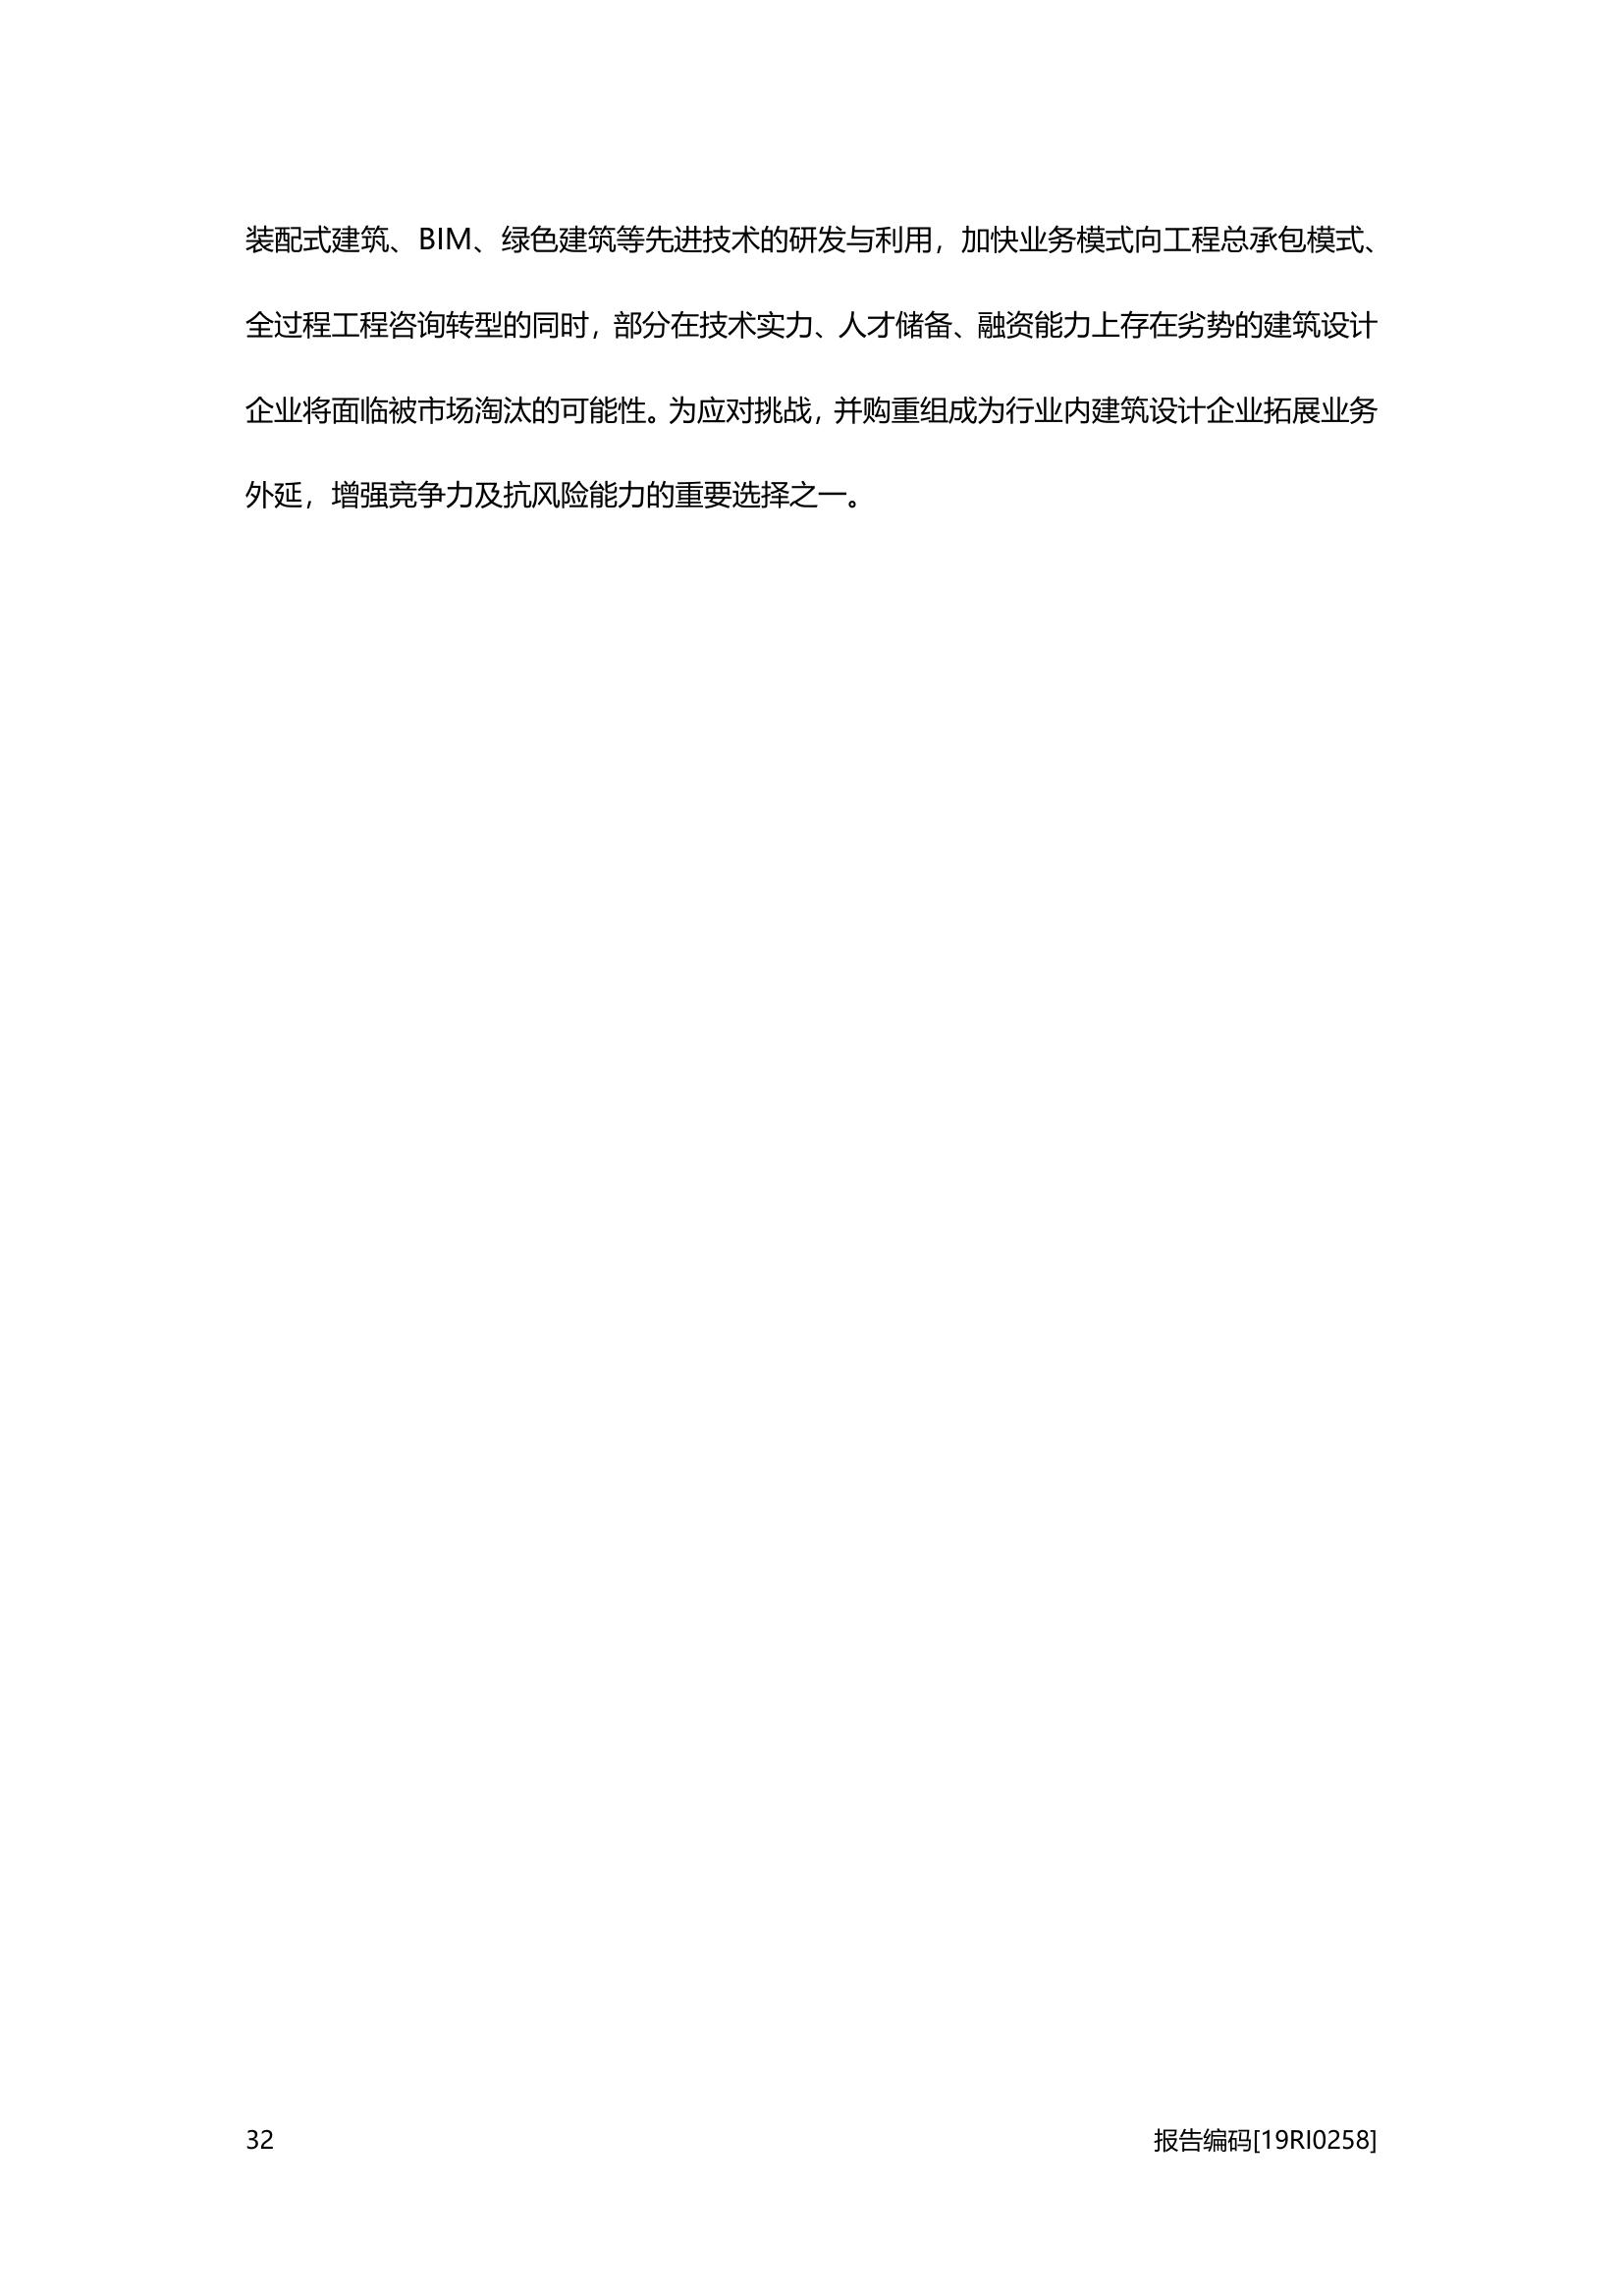 装配式建筑、BIM、绿色建筑等先进技术的研发与利用，加快业务模式向工程总承包模式、
全过程工程咨询转型的同时，部分在技术实力、人才储备、融资能力上存在劣势的建筑设计
企业将面临被市场淘汰的可能性。为应对挑战，并购重组成为行业内建筑设计企业拓展业务
外延，增强竞争力及抗风险能力的重要选择之一。
32 报告编码[19RI0258]